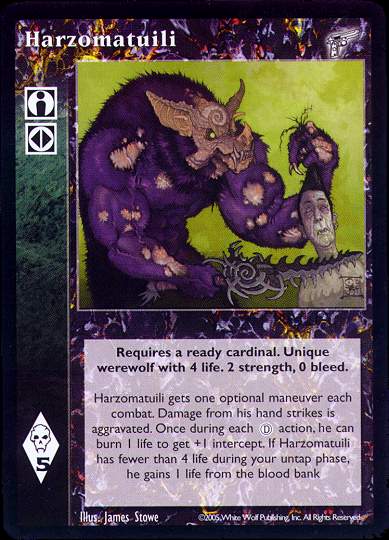 Harzomatuili
Requires a ready cardinal. Unique
werewolf with 4 life. 2 strength, 0 bleed.
Harzomatuili gets one optional maneuver each
combat. Damage from his hand strikes is
aggravated. Once during each Ⓓ action, he can
burn 1 life to get +1 intercept. If Harzomatuili
has fewer than 4 life during your untap phase,
he gains 1 life from the blood bank
5
Illus: James Stowe
©2005,White Wolf Publishing, Inc. All Rights Reserved.